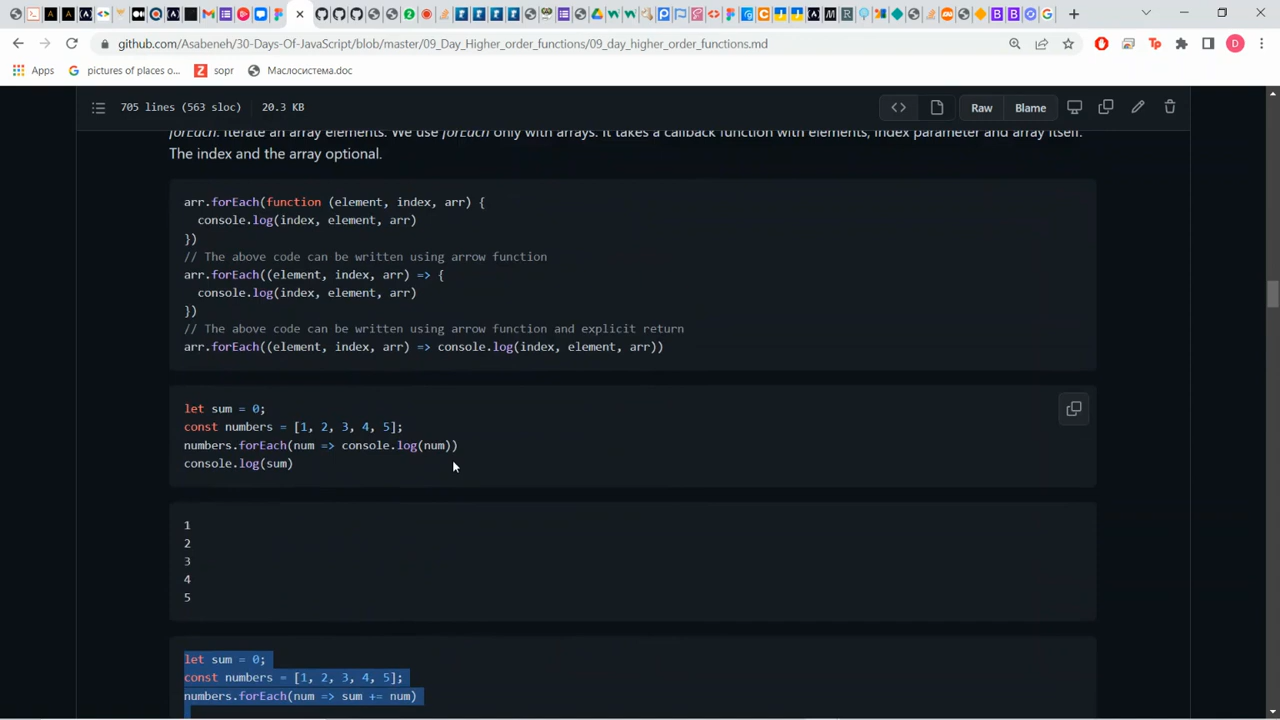 github.com/Asabeneh/30-Days-Of-JavaScript/blob/master/09_Day_Higher_order_functions/09_day_higher_order_functions.md
D
Apps
pictures of places o...
sopr
Маслосистема.doc
705 lines (563 sloc)
20.3 KB
Raw
Blame
forEach: Iterate an array elements. We use forEach only with arrays. It takes a callback function with elements, index parameter and array itself.
The index and the array optional.
arr.forEach(function (element, index, arr) {
  console.log(index, element, arr)
})
// The above code can be written using arrow function
arr.forEach((element, index, arr) => {
  console.log(index, element, arr)
})
// The above code can be written using arrow function and explicit return
arr.forEach((element, index, arr) => console.log(index, element, arr))
let sum = 0;
const numbers = [1, 2, 3, 4, 5];
numbers.forEach(num => console.log(num))
console.log(sum)
1
2
3
4
5
let sum = 0;
const numbers = [1, 2, 3, 4, 5];
numbers.forEach(num => sum += num)